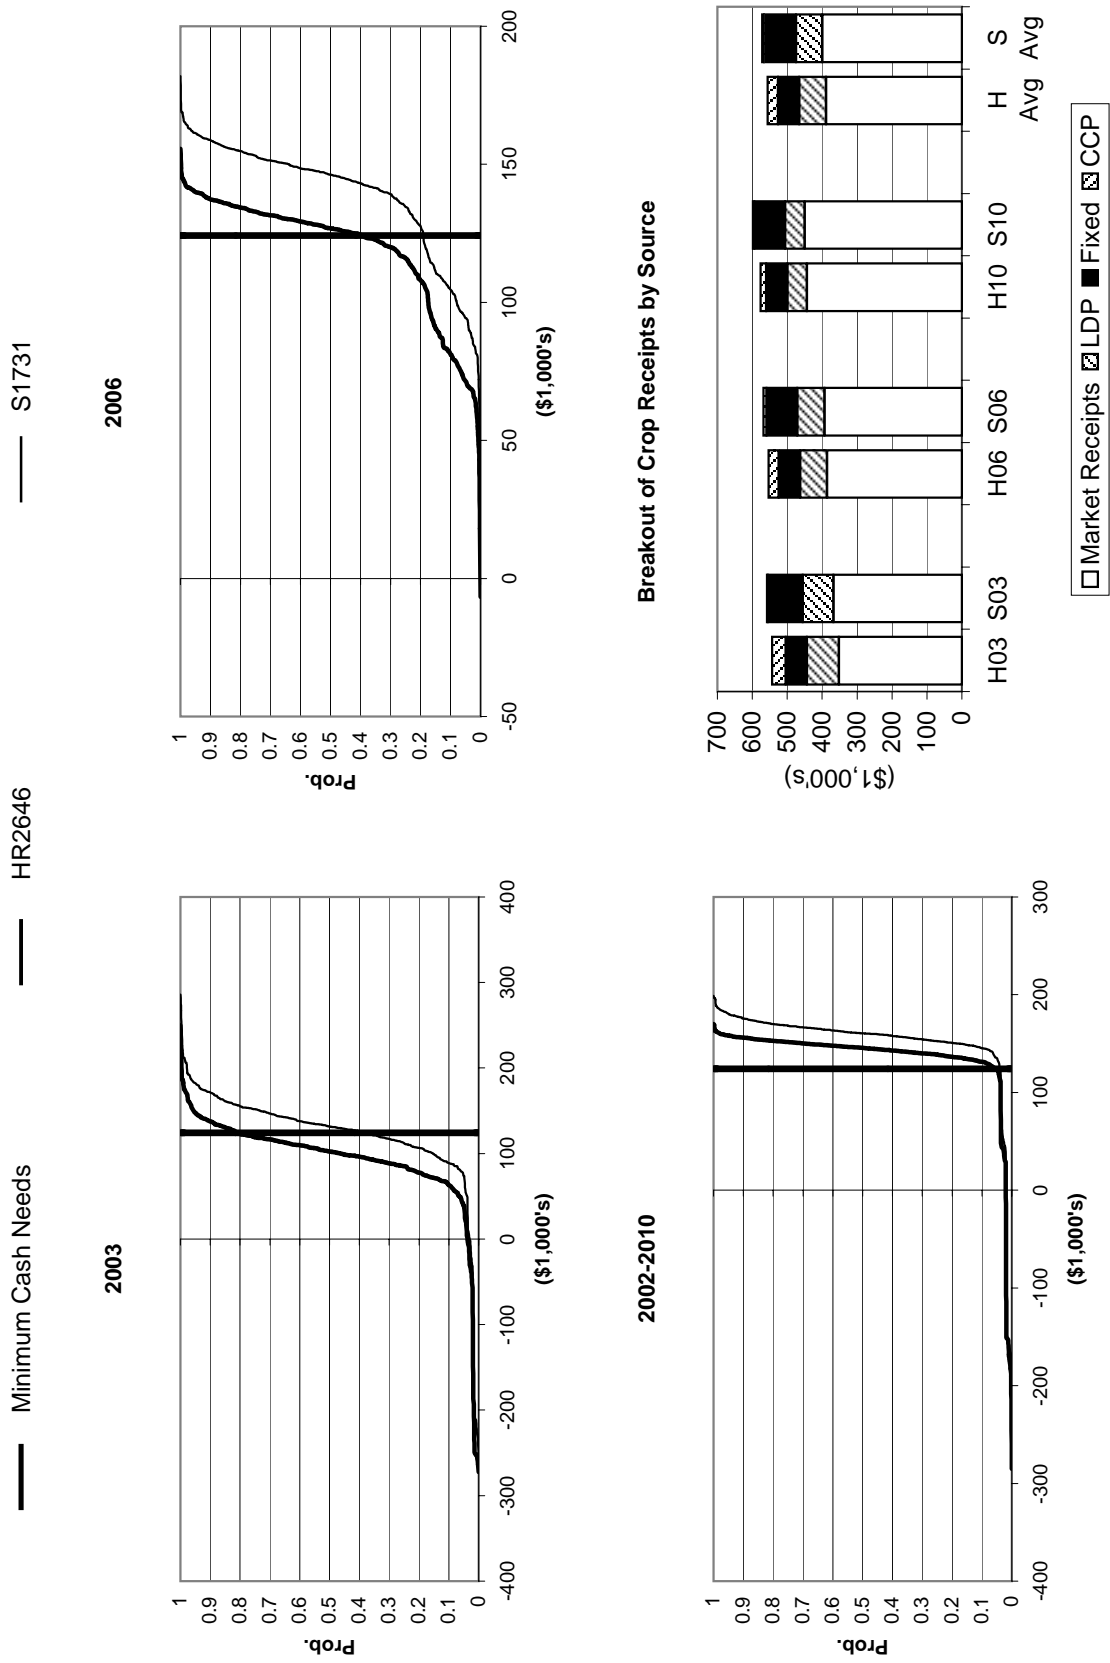 Minimum Cash Needs HR2646 S1731
2003
Prob.
1
0.9
0.8
0.7
0.6
0.5
0.4
0.3
0.2
0.1
0
-400 -300 -200 -100 0 100 200 300 400
($1,000's)
2006
Prob.
1
0.9
0.8
0.7
0.6
0.5
0.4
0.3
0.2
0.1
0
-50 0 50 100 150 200
($1,000's)
2002-2010
Prob.
1
0.9
0.8
0.7
0.6
0.5
0.4
0.3
0.2
0.1
0
-400 -300 -200 -100 0 100 200 300
($1,000's)
Breakout of Crop Receipts by Source
($1,000's)
700
600
500
400
300
200
100
0
H03 S03 H06 S06 H10 S10 H S
Avg Avg
Market Receipts LDP Fixed CCP